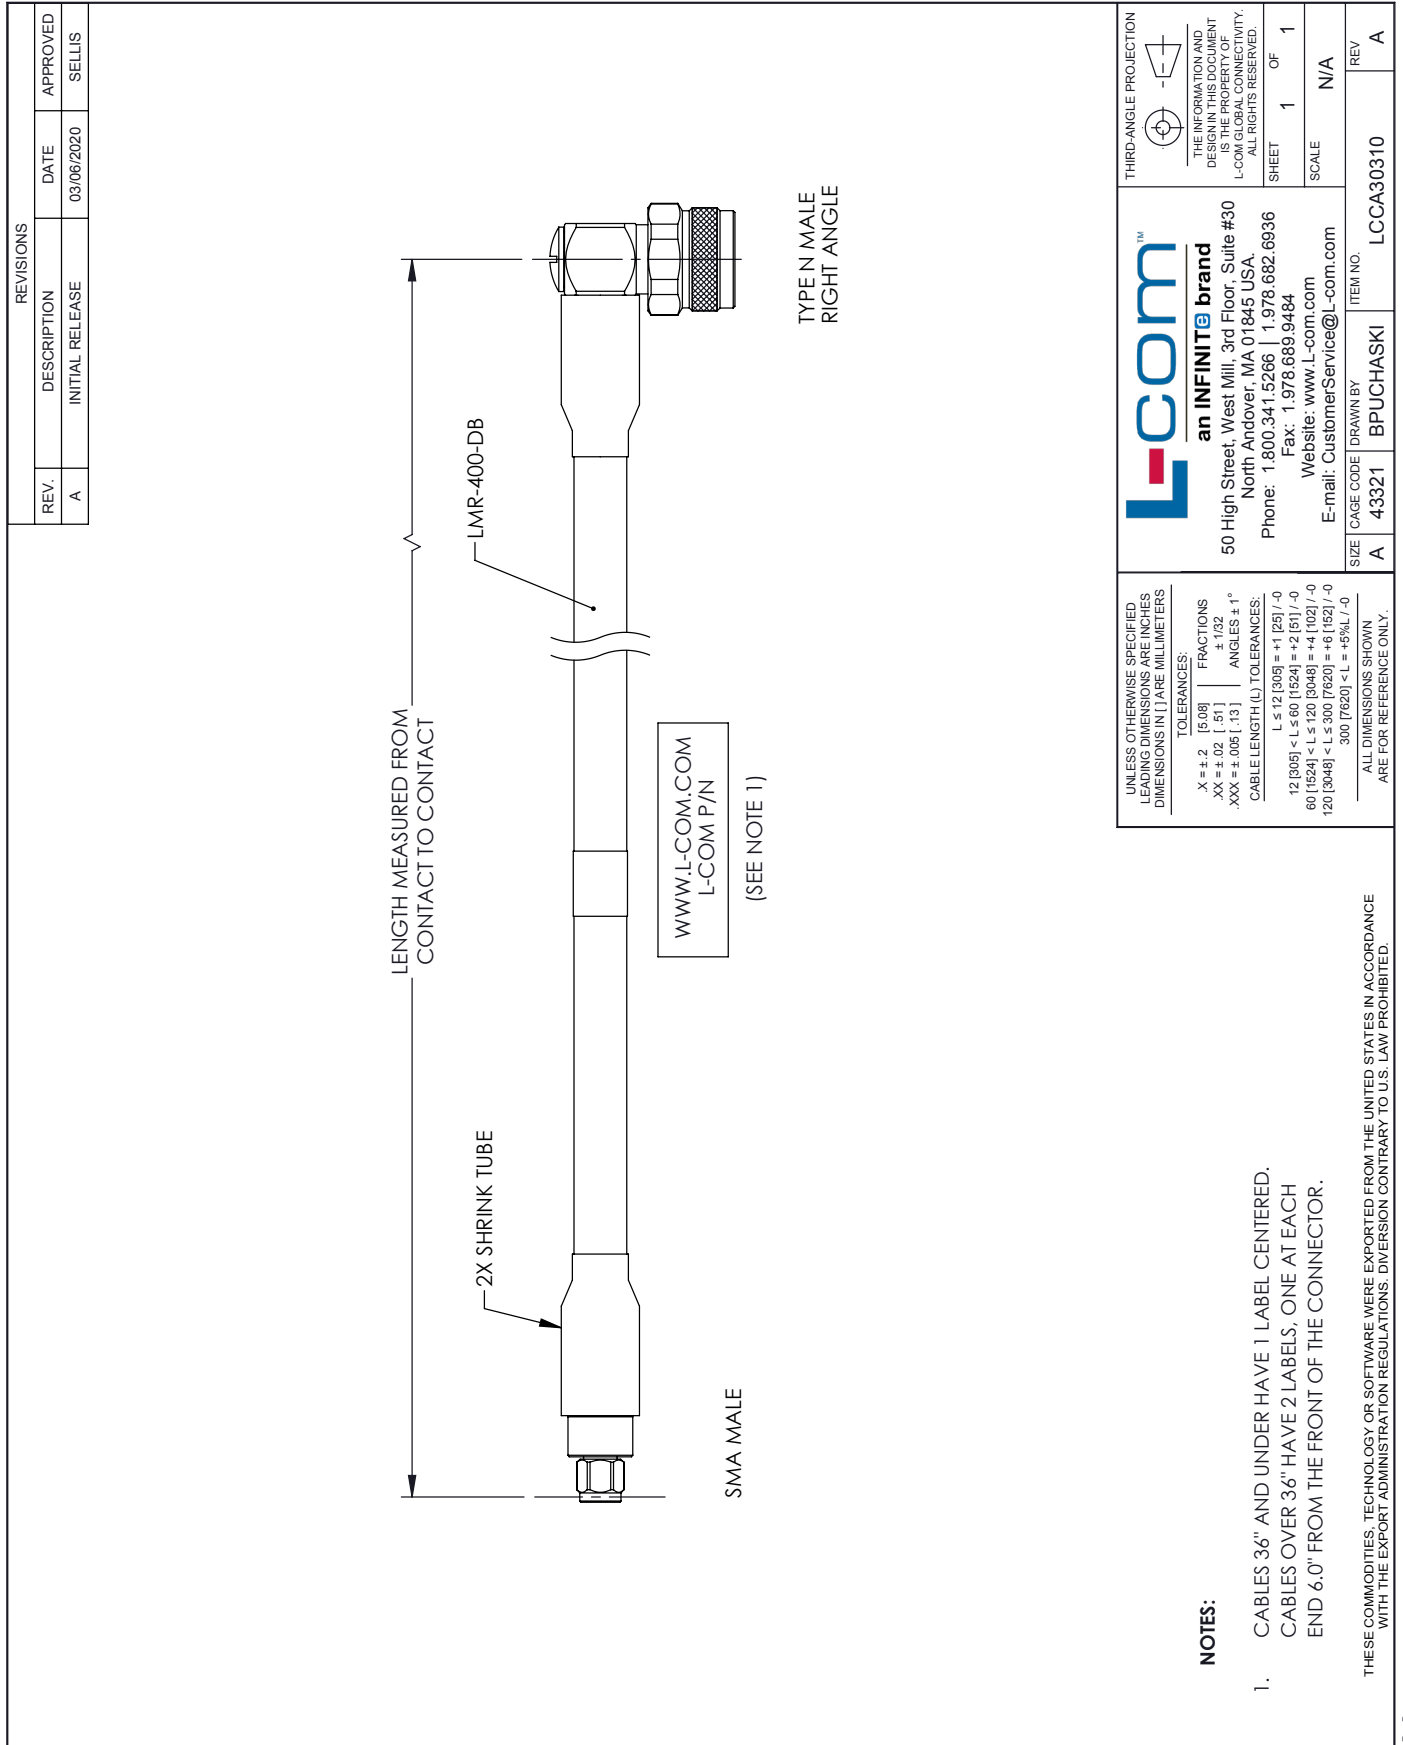 REVISIONS
REV. DESCRIPTION DATE APPROVED
A INITIAL RELEASE 03/06/2020 SELLIS
LENGTH MEASURED FROM
CONTACT TO CONTACT
2X SHRINK TUBE
LMR-400-DB
SMA MALE
WWW.L-COM.COM
L-COM P/N
(SEE NOTE 1)
TYPE N MALE
RIGHT ANGLE
NOTES:
1. CABLES 36" AND UNDER HAVE 1 LABEL CENTERED.
CABLES OVER 36" HAVE 2 LABELS, ONE AT EACH
END 6.0" FROM THE FRONT OF THE CONNECTOR.
THESE COMMODITIES, TECHNOLOGY OR SOFTWARE WERE EXPORTED FROM THE UNITED STATES IN ACCORDANCE
WITH THE EXPORT ADMINISTRATION REGULATIONS. DIVERSION CONTRARY TO U.S. LAW PROHIBITED.
UNLESS OTHERWISE SPECIFIED
LEADING DIMENSIONS ARE INCHES
DIMENSIONS IN [ ] ARE MILLIMETERS
TOLERANCES:
.X = ± .2 [5.08] FRACTIONS
.XX = ± .02 [ .51 ] ± 1/32
.XXX = ± .005 [ .13 ] ANGLES ± 1°
CABLE LENGTH (L) TOLERANCES:
L ≤ 12 [305] = +1 [25] / -0
12 [305] < L ≤ 60 [1524] = +2 [51] / -0
60 [1524] < L ≤ 120 [3048] = +4 [102] / -0
120 [3048] < L ≤ 300 [7620] = +6 [152] / -0
300 [7620] < L = +5%L / -0
ALL DIMENSIONS SHOWN
ARE FOR REFERENCE ONLY.
L-com™
an INFINITe brand
50 High Street, West Mill, 3rd Floor, Suite #30
North Andover, MA 01845 USA.
Phone: 1.800.341.5266 | 1.978.682.6936
Fax: 1.978.689.9484
Website: www.L-com.com
E-mail: CustomerService@L-com.com
THIRD-ANGLE PROJECTION
THE INFORMATION AND
DESIGN IN THIS DOCUMENT
IS THE PROPERTY OF
L-COM GLOBAL CONNECTIVITY.
ALL RIGHTS RESERVED.
SHEET 1 OF 1
SCALE N/A
SIZE A
CAGE CODE 43321
DRAWN BY BPUCHASKI
ITEM NO. LCCA30310
REV A